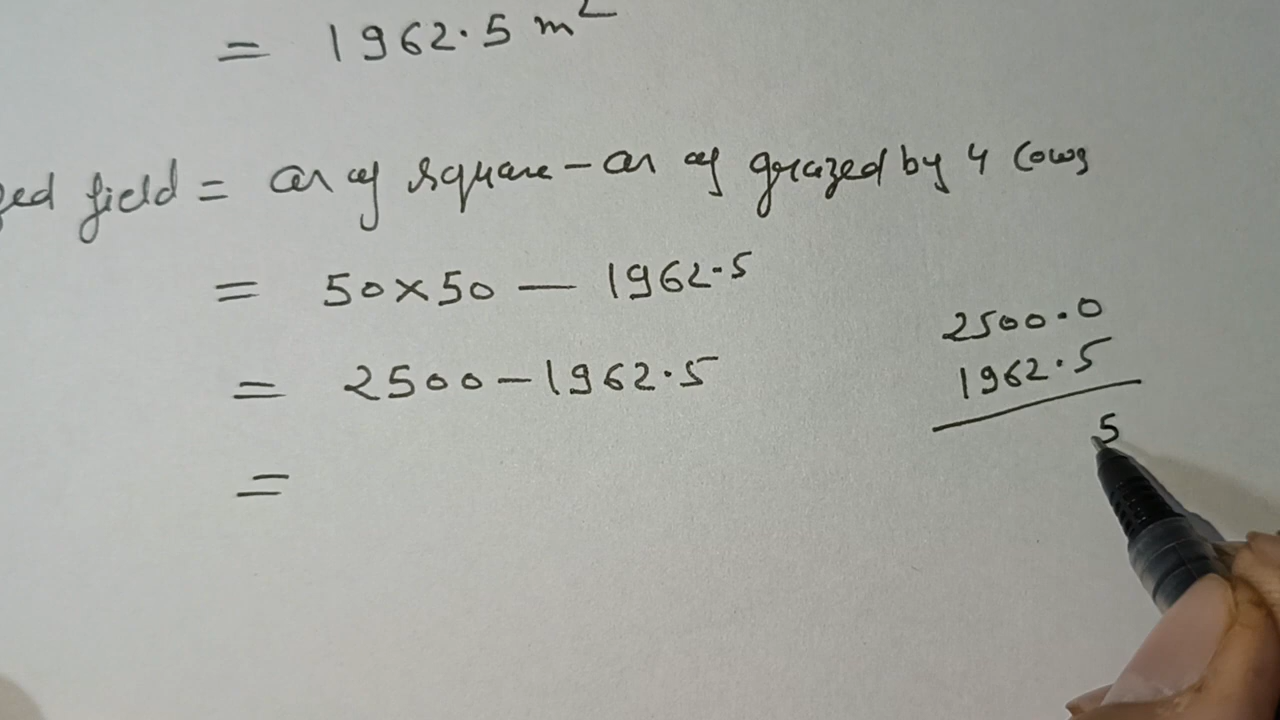 = 1962.5 m²
field = ar of square - ar of grazed by 4 Cows
= 50×50 — 1962.5
= 2500 - 1962.5
=
2500.0
1962.5
5